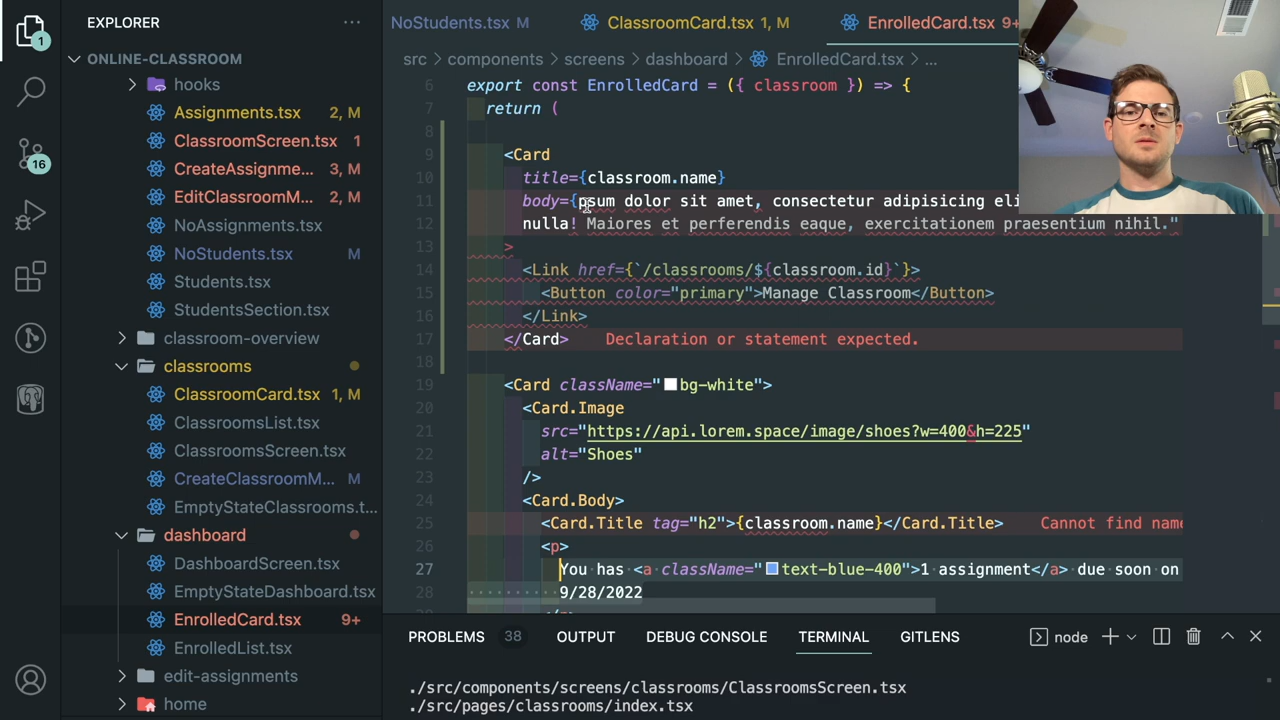 EXPLORER
ONLINE-CLASSROOM
hooks
Assignments.tsx 2, M
ClassroomScreen.tsx 1
CreateAssignme... 3, M
EditClassroomM... 2, M
NoAssignments.tsx
NoStudents.tsx M
Students.tsx
StudentsSection.tsx
classroom-overview
classrooms
ClassroomCard.tsx 1, M
ClassroomsList.tsx
ClassroomsScreen.tsx
CreateClassroomM... M
EmptyStateClassrooms.t...
dashboard
DashboardScreen.tsx
EmptyStateDashboard.tsx
EnrolledCard.tsx 9+
EnrolledList.tsx
edit-assignments
home
1
16
NoStudents.tsx M ClassroomCard.tsx 1, M EnrolledCard.tsx 9+
src > components > screens > dashboard > EnrolledCard.tsx > ...
6 export const EnrolledCard = ({ classroom }) => {
7 return (
8
9 <Card
10 title={classroom.name}
11 body={psum dolor sit amet, consectetur adipisicing eli
12 nulla! Maiores et perferendis eaque, exercitationem praesentium nihil."
13 >
14 <Link href={`/classrooms/${classroom.id}`}>
15 <Button color="primary">Manage Classroom</Button>
16 </Link>
17 </Card> Declaration or statement expected.
18
19 <Card className="bg-white">
20 <Card.Image
21 src="https://api.lorem.space/image/shoes?w=400&h=225"
22 alt="Shoes"
23 />
24 <Card.Body>
25 <Card.Title tag="h2">{classroom.name}</Card.Title> Cannot find name
26 <p>
27 You has <a className="text-blue-400">1 assignment</a> due soon on
28 9/28/2022
PROBLEMS 38 OUTPUT DEBUG CONSOLE TERMINAL GITLENS node
./src/components/screens/classrooms/ClassroomsScreen.tsx
./src/pages/classrooms/index.tsx